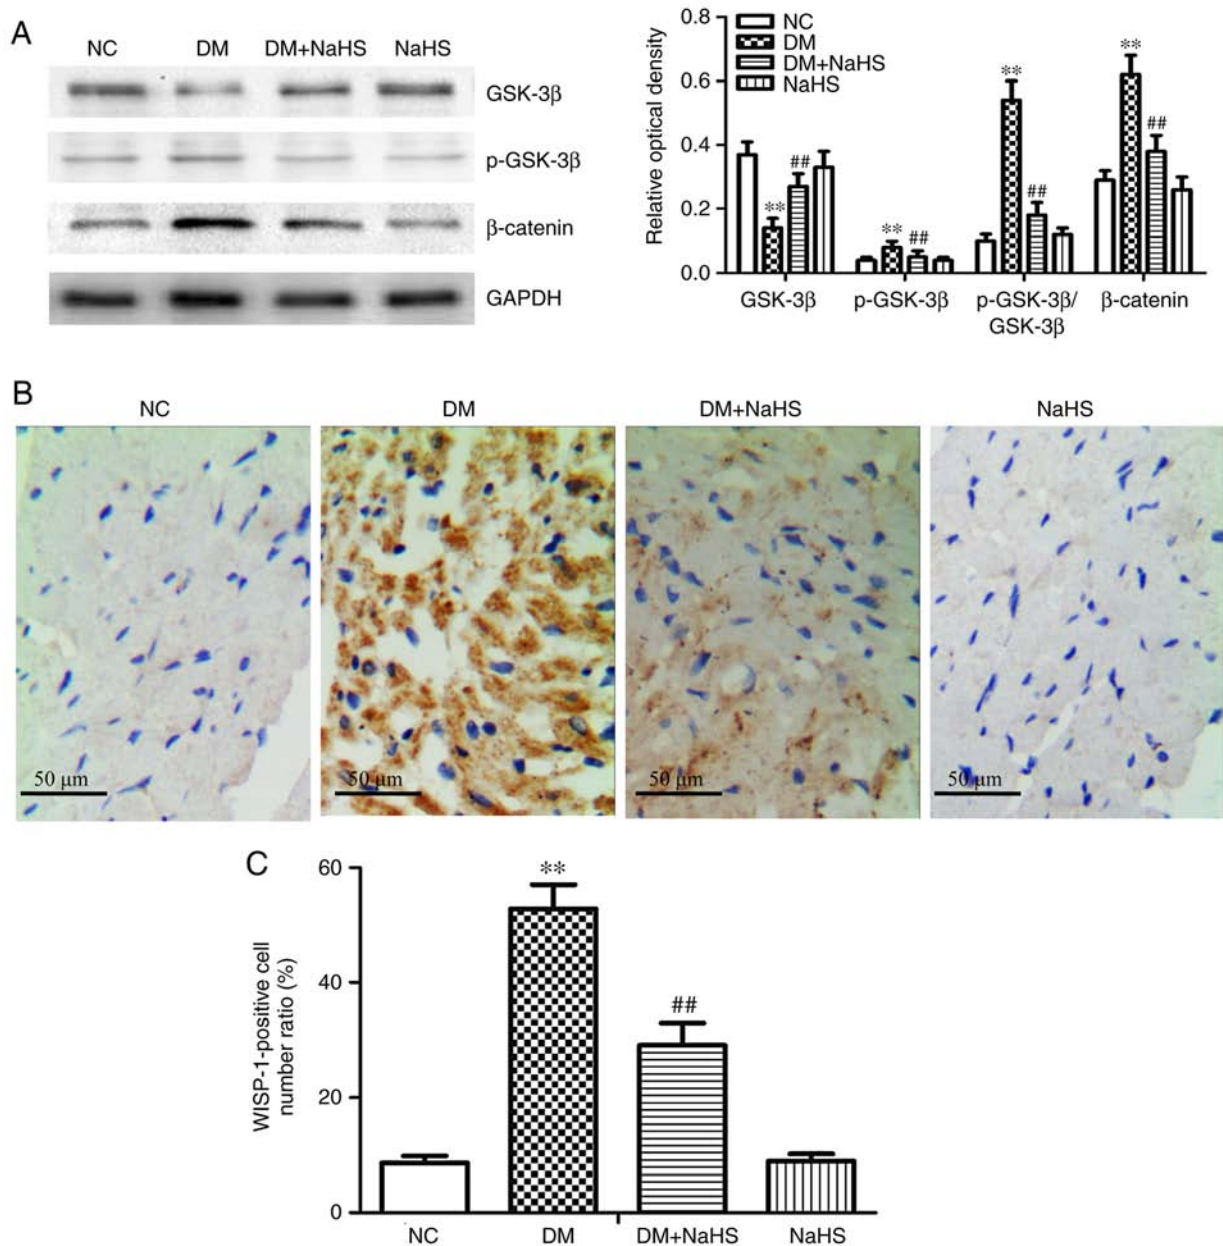 A
NC DM DM+NaHS NaHS
GSK-3β
p-GSK-3β
β-catenin
GAPDH
Relative optical density
0.8
0.6
0.4
0.2
0.0
NC
DM
DM+NaHS
NaHS
** ## ** ## ** ## ** ##
GSK-3β p-GSK-3β p-GSK-3β/ β-catenin
GSK-3β
B
NC DM DM+NaHS NaHS
50 μm 50 μm 50 μm 50 μm
C
WISP-1-positive cell
number ratio (%)
60
40
20
0
** ##
NC DM DM+NaHS NaHS